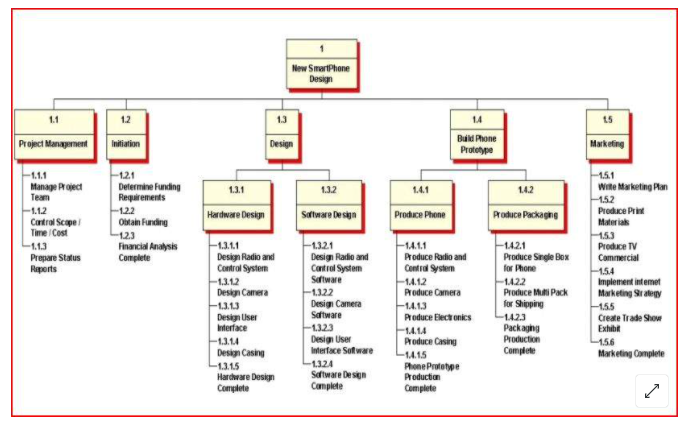 1
New SmartPhone
Design
1.1
Project Management
1.1.1
Manage Project
Team
1.1.2
Control Scope /
Time / Cost
1.1.3
Prepare Status
Reports
1.2
Initiation
1.2.1
Determine Funding
Requirements
1.2.2
Obtain Funding
1.2.3
Financial Analysis
Complete
1.3
Design
1.3.1
Hardware Design
1.3.1.1
Design Radio and
Control System
1.3.1.2
Design Camera
1.3.1.3
Design User
Interface
1.3.1.4
Design Casing
1.3.1.5
Hardware Design
Complete
1.3.2
Software Design
1.3.2.1
Design Radio and
Control System
Software
1.3.2.2
Design Camera
Software
1.3.2.3
Design User
Interface Software
1.3.2.4
Software Design
Complete
1.4
Build Phone
Prototype
1.4.1
Produce Phone
1.4.1.1
Produce Radio and
Control System
1.4.1.2
Produce Camera
1.4.1.3
Produce Electronics
1.4.1.4
Produce Casing
1.4.1.5
Phone Prototype
Production
Complete
1.4.2
Produce Packaging
1.4.2.1
Produce Single Box
for Phone
1.4.2.2
Produce Multi Pack
for Shipping
1.4.2.3
Packaging
Production
Complete
1.5
Marketing
1.5.1
Write Marketing Plan
1.5.2
Produce Print
Materials
1.5.3
Produce TV
Commercial
1.5.4
Implement internet
Marketing Strategy
1.5.5
Create Trade Show
Exhibit
1.5.6
Marketing Complete